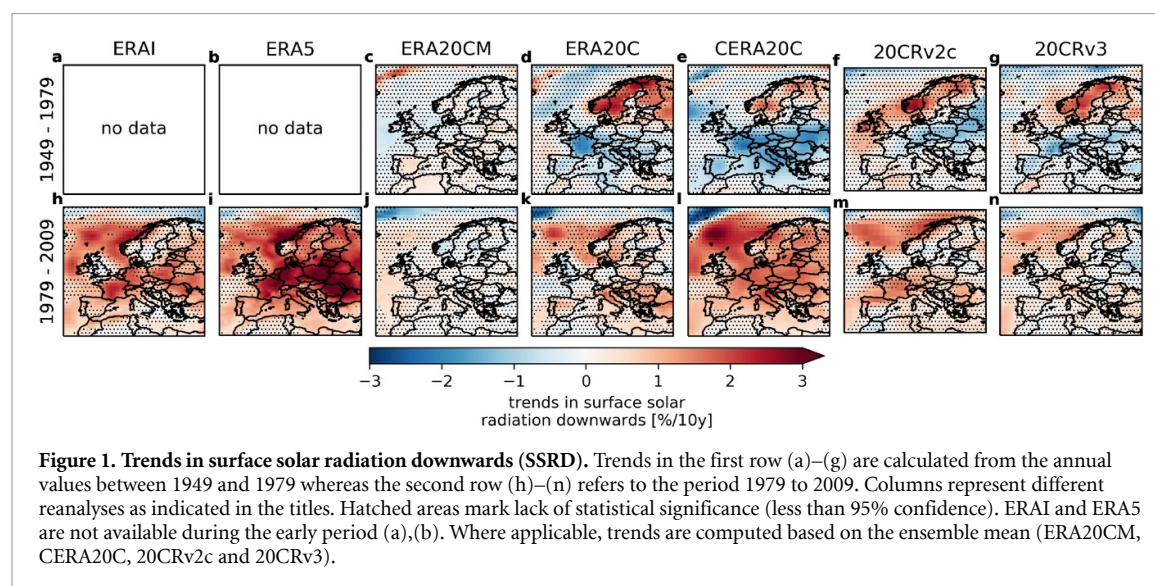 a ERAI b ERA5 c ERA20CM d ERA20C e CERA20C f 20CRv2c g 20CRv3
1949 - 1979
no data no data
h i j k l m n
1979 - 2009
−3 −2 −1 0 1 2 3
trends in surface solar
radiation downwards [%/10y]
Figure 1. Trends in surface solar radiation downwards (SSRD). Trends in the first row (a)–(g) are calculated from the annual
values between 1949 and 1979 whereas the second row (h)–(n) refers to the period 1979 to 2009. Columns represent different
reanalyses as indicated in the titles. Hatched areas mark lack of statistical significance (less than 95% confidence). ERAI and ERA5
are not available during the early period (a),(b). Where applicable, trends are computed based on the ensemble mean (ERA20CM,
CERA20C, 20CRv2c and 20CRv3).